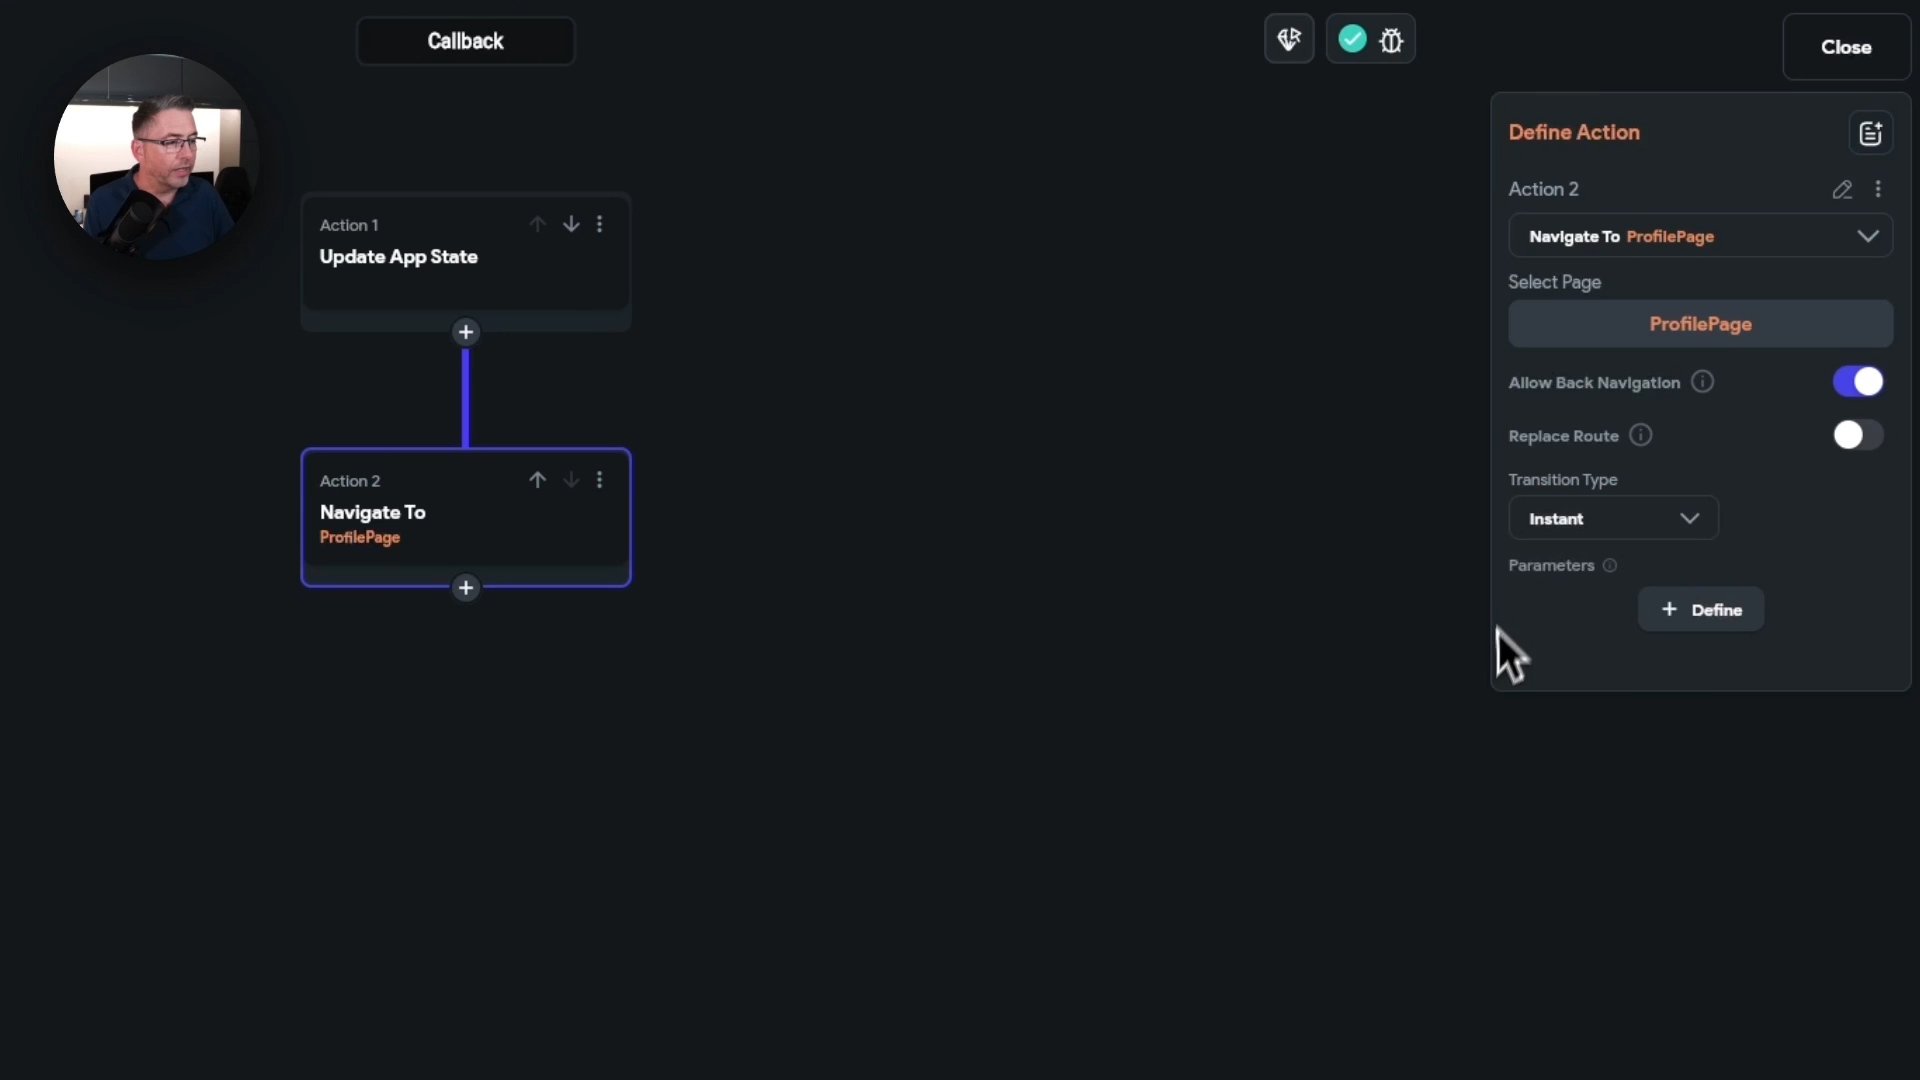 Callback
Close
Action 1
Update App State
Action 2
Navigate To
ProfilePage
Define Action
Action 2
Navigate To ProfilePage
Select Page
ProfilePage
Allow Back Navigation
Replace Route
Transition Type
Instant
Parameters
+ Define